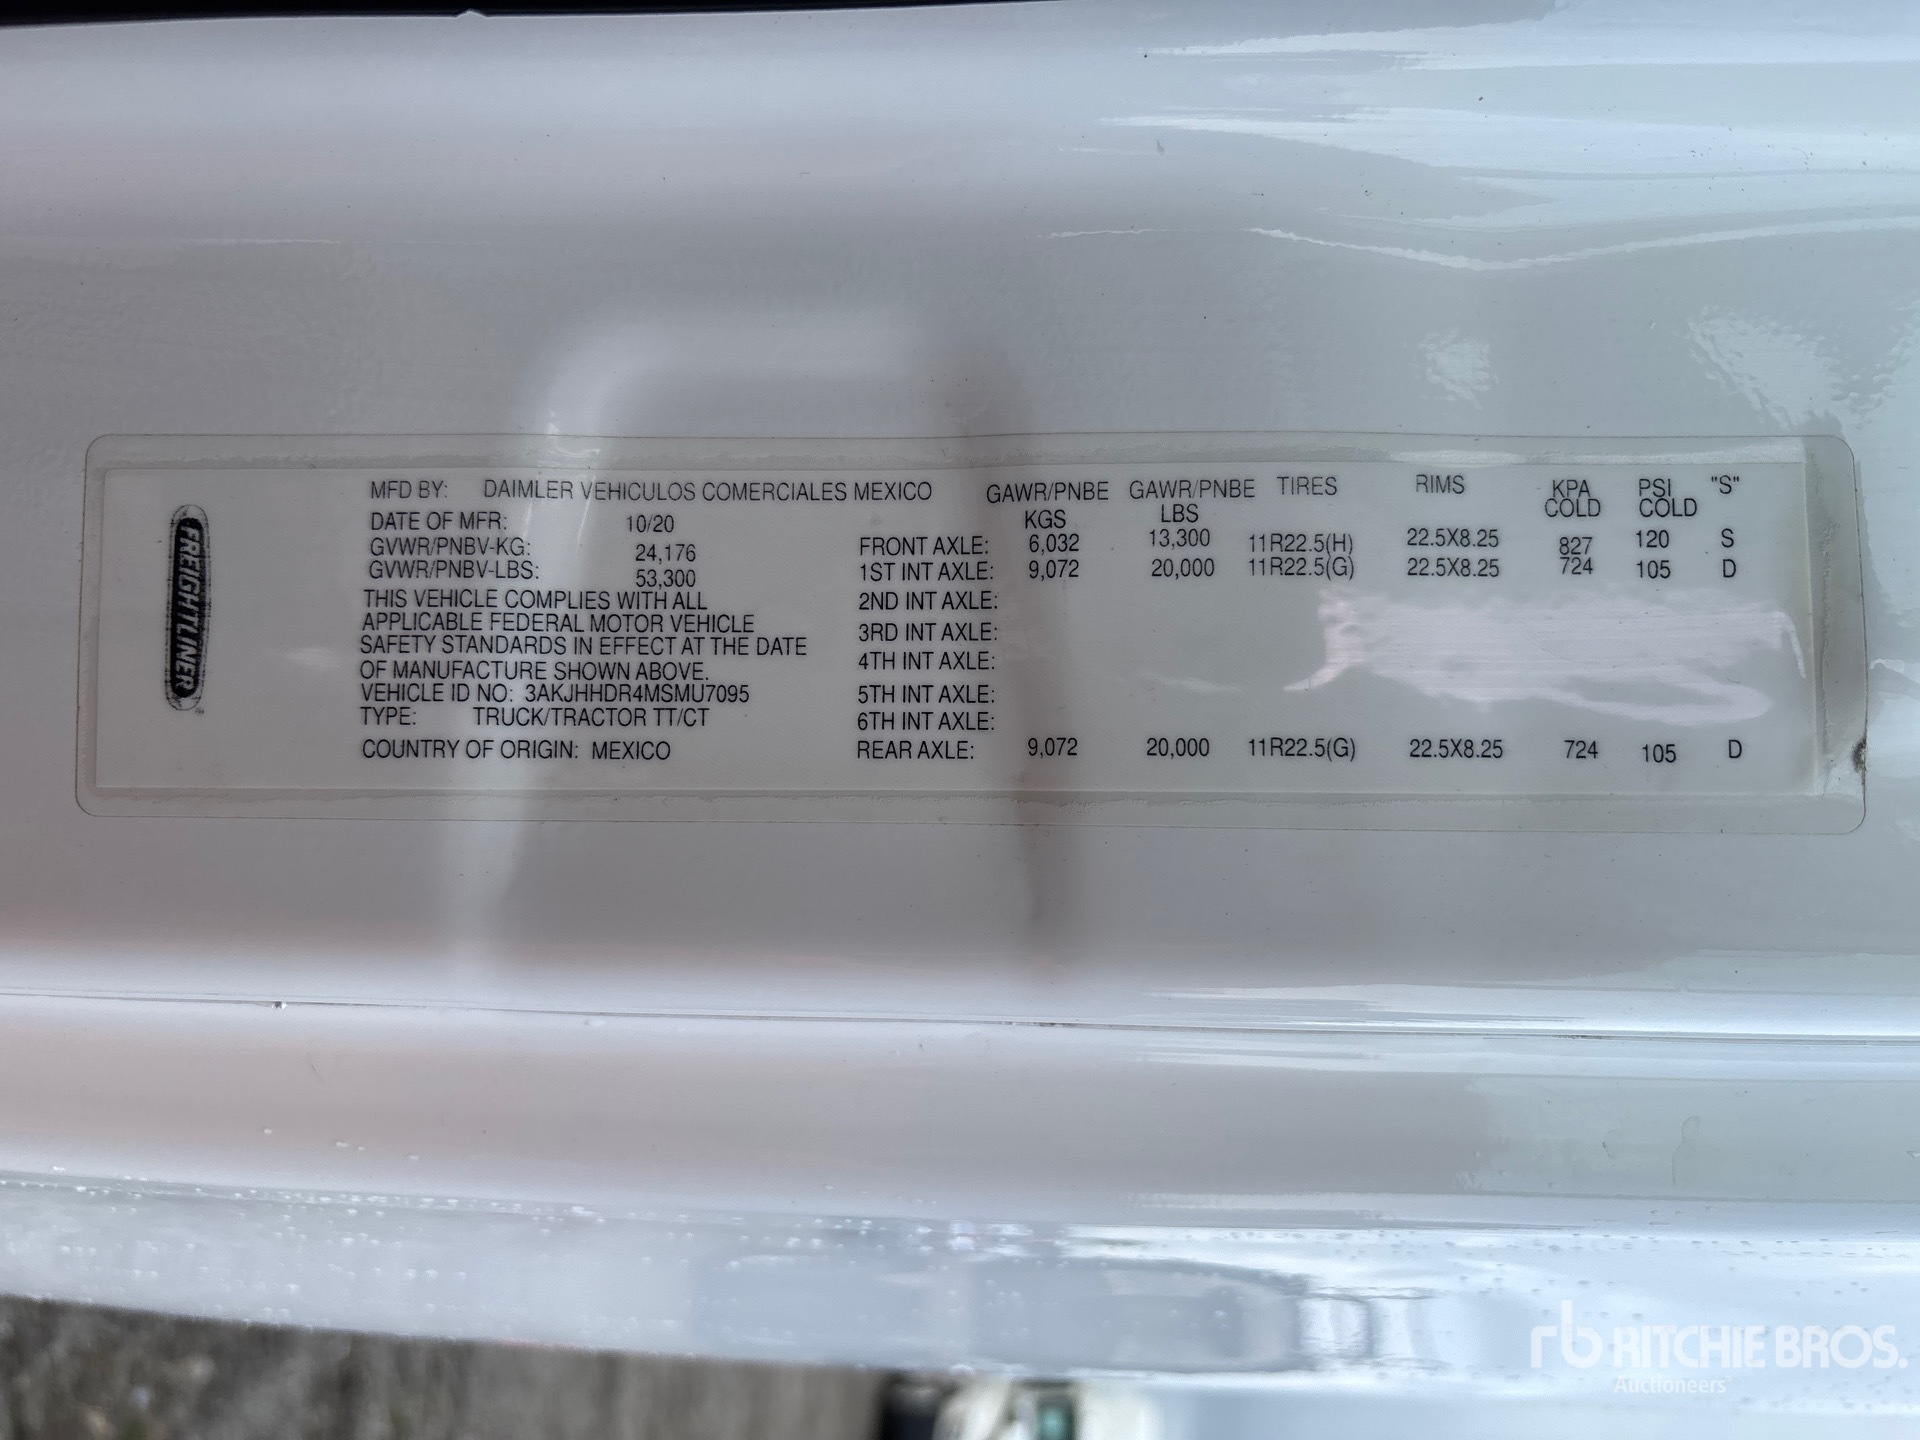 FREIGHTLINER®
MFD BY: DAIMLER VEHICULOS COMERCIALES MEXICO
DATE OF MFR: 10/20
GVWR/PNBV-KG: 24,176
GVWR/PNBV-LBS: 53,300
THIS VEHICLE COMPLIES WITH ALL
APPLICABLE FEDERAL MOTOR VEHICLE
SAFETY STANDARDS IN EFFECT AT THE DATE
OF MANUFACTURE SHOWN ABOVE.
VEHICLE ID NO: 3AKJHHDR4MSMU7095
TYPE: TRUCK/TRACTOR TT/CT
COUNTRY OF ORIGIN: MEXICO
GAWR/PNBE GAWR/PNBE TIRES RIMS KPA PSI "S"
KGS LBS COLD COLD
FRONT AXLE: 6,032 13,300 11R22.5(H) 22.5X8.25 827 120 S
1ST INT AXLE: 9,072 20,000 11R22.5(G) 22.5X8.25 724 105 D
2ND INT AXLE:
3RD INT AXLE:
4TH INT AXLE:
5TH INT AXLE:
6TH INT AXLE:
REAR AXLE: 9,072 20,000 11R22.5(G) 22.5X8.25 724 105 D
rb RITCHIE BROS.
Auctioneers